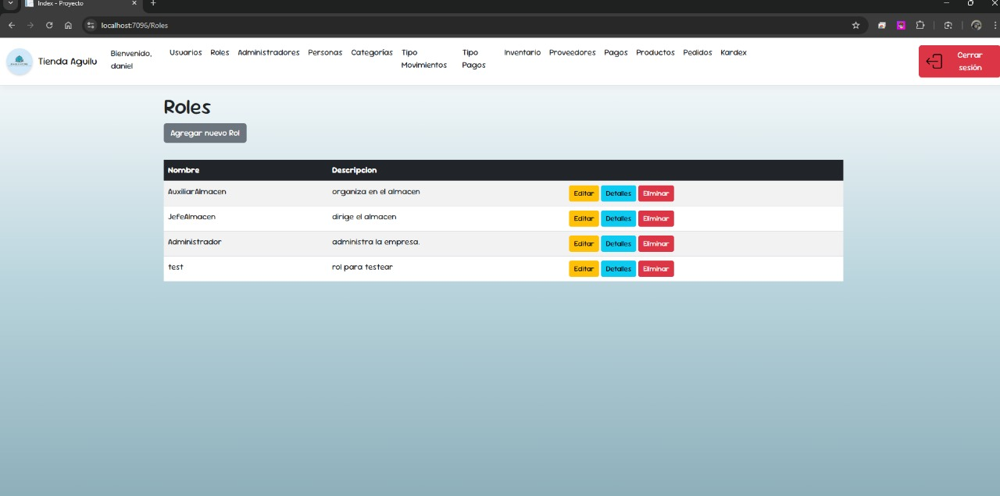 Index - Proyecto
localhost:7096/Roles
Tienda Aguilu
Bienvenido,
daniel
Usuarios Roles Administradores Personas Categorías Tipo
Movimientos Tipo
Pagos Inventario Proveedores Pagos Productos Pedidos Kardex
Cerrar
sesión
Roles
Agregar nuevo Rol
Nombre Descripcion
AuxiliarAlmacen organiza en el almacen Editar Detalles Eliminar
JefeAlmacen dirige el almacen Editar Detalles Eliminar
Administrador administra la empresa. Editar Detalles Eliminar
test rol para testear Editar Detalles Eliminar